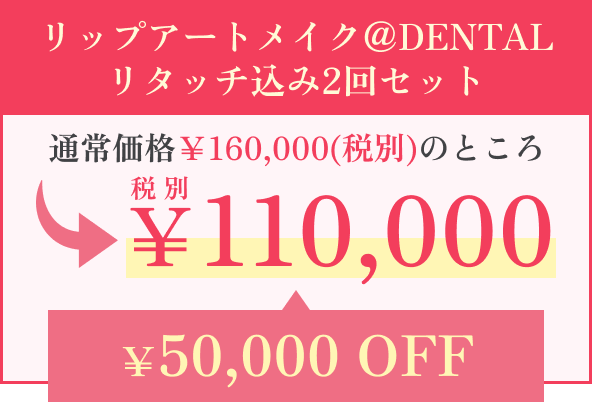 リップアートメイク@DENTAL
リタッチ込み2回セット
通常価格¥160,000(税別)のところ
税別
¥110,000
¥50,000 OFF